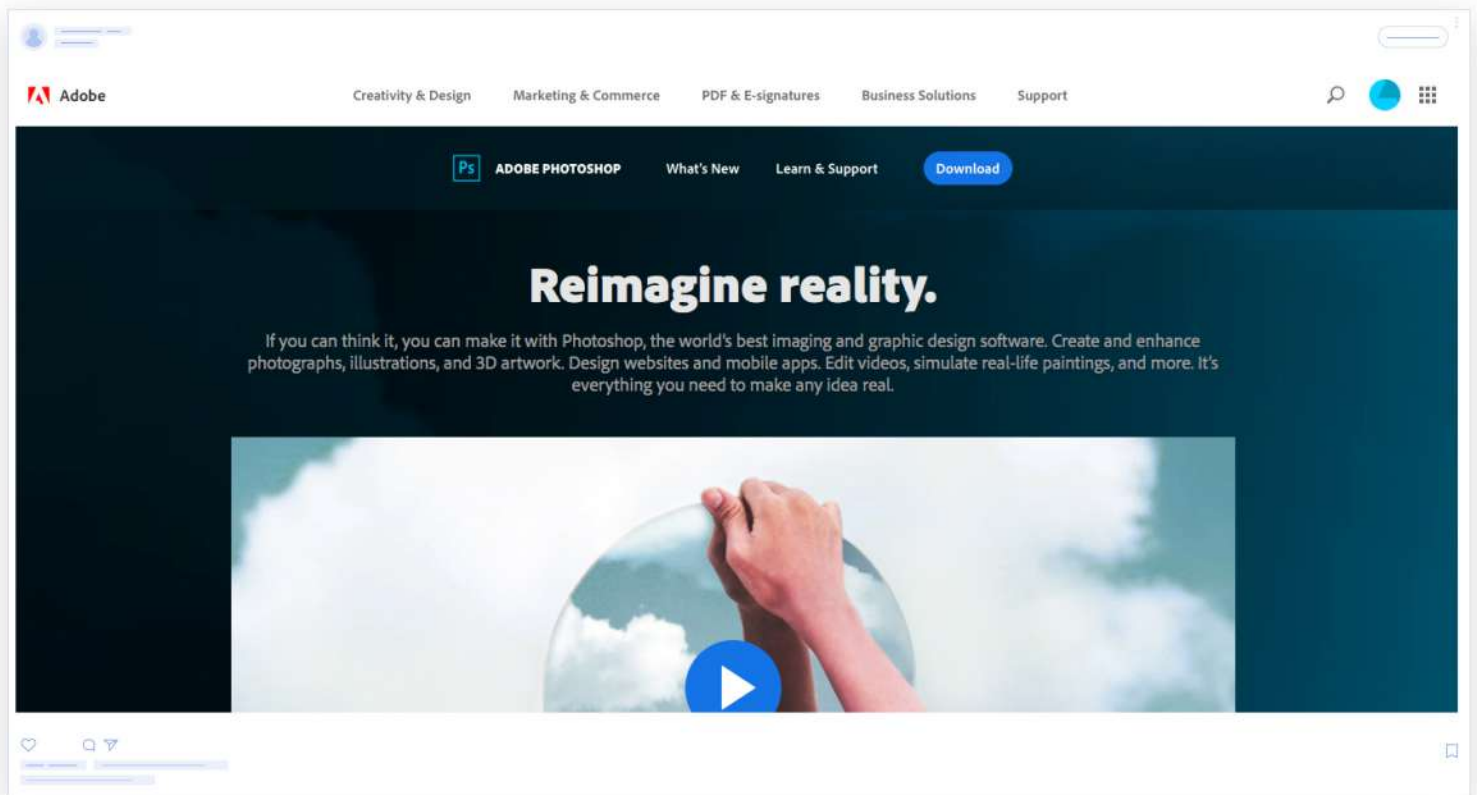 Adobe
Creativity & Design
Marketing & Commerce
PDF & E-signatures
Business Solutions
Support
Ps
ADOBE PHOTOSHOP
What's New
Learn & Support
Download
Reimagine reality.
If you can think it, you can make it with Photoshop, the world's best imaging and graphic design software. Create and enhance
photographs, illustrations, and 3D artwork. Design websites and mobile apps. Edit videos, simulate real-life paintings, and more. It's
everything you need to make any idea real.